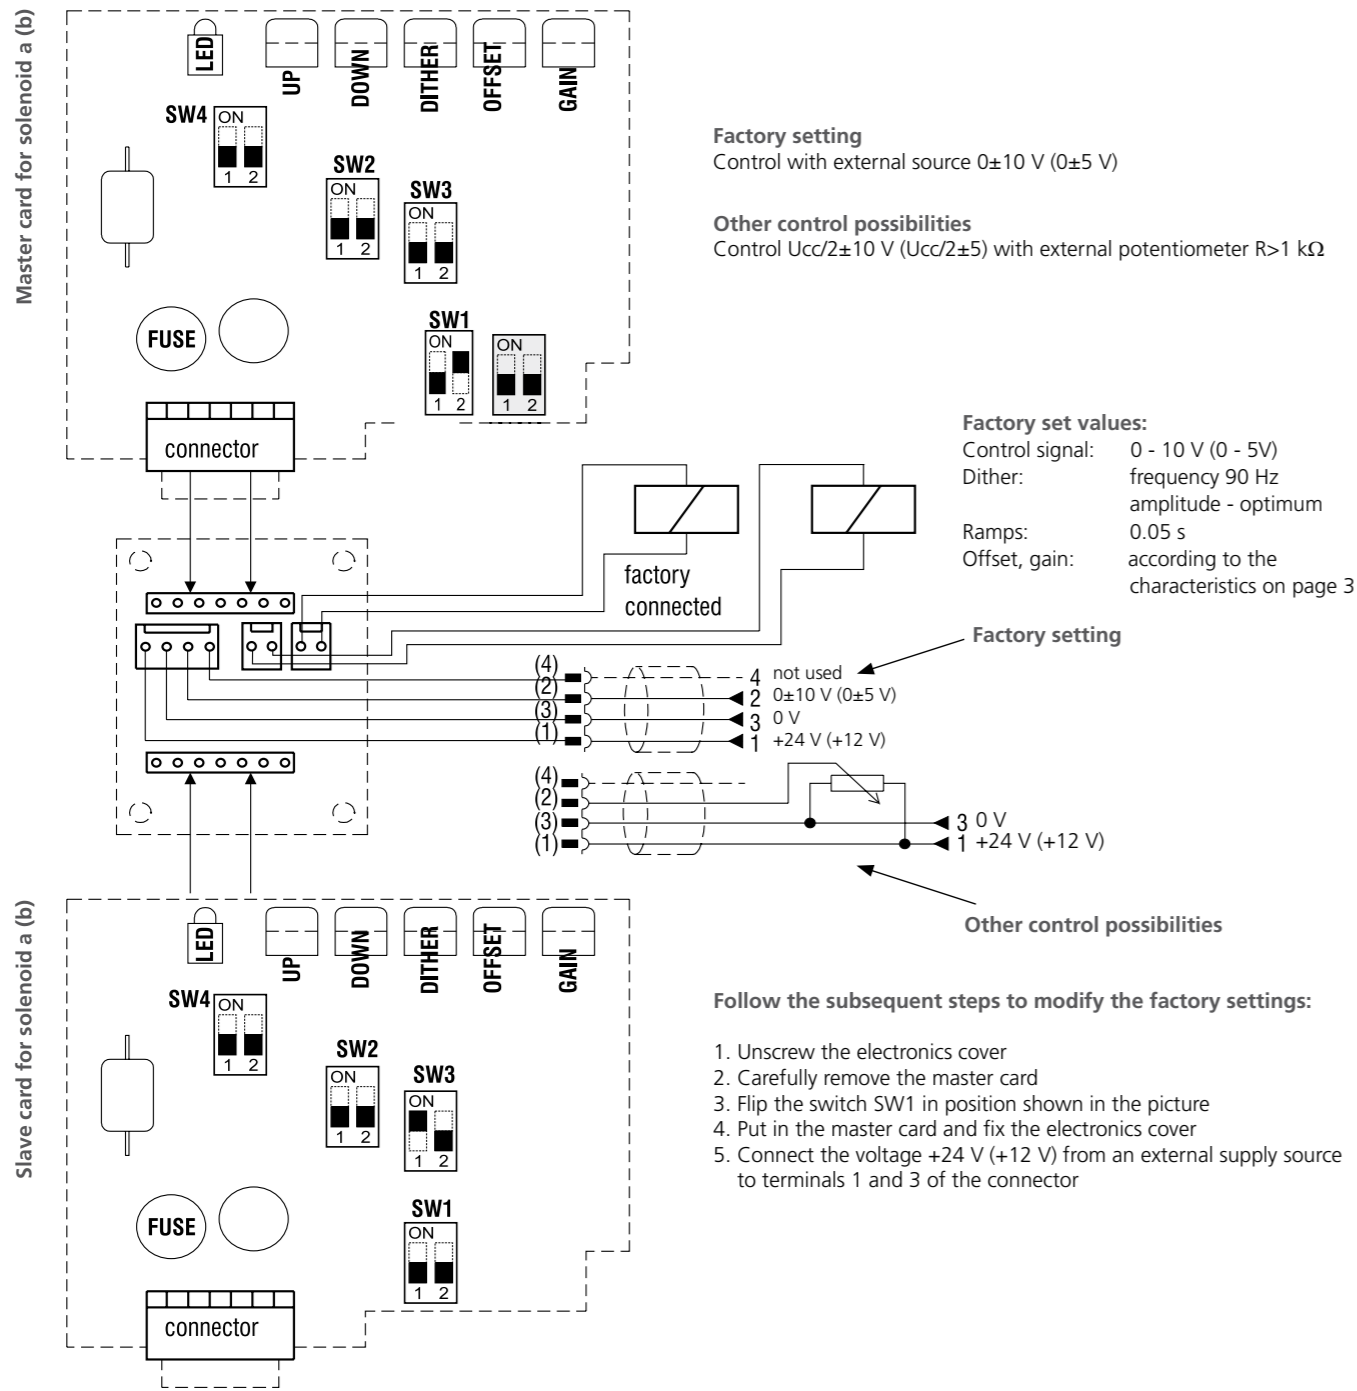 Master card for solenoid a (b)
LED
UP
DOWN
DITHER
OFFSET
GAIN
SW4
ON
1 2
SW2
ON
1 2
SW3
ON
1 2
SW1
ON
1 2
ON
1 2
FUSE
connector
Factory setting
Control with external source 0±10 V (0±5 V)
Other control possibilities
Control Ucc/2±10 V (Ucc/2±5) with external potentiometer R>1 kΩ
Factory set values:
Control signal: 0 - 10 V (0 - 5V)
Dither: frequency 90 Hz
amplitude - optimum
Ramps: 0.05 s
Offset, gain: according to the
characteristics on page 3
factory
connected
Factory setting
(4) 4 not used
(2) 2 0±10 V (0±5 V)
(3) 3 0 V
(1) 1 +24 V (+12 V)
(4)
(2)
(3) 3 0 V
(1) 1 +24 V (+12 V)
Other control possibilities
Slave card for solenoid a (b)
LED
UP
DOWN
DITHER
OFFSET
GAIN
SW4
ON
1 2
SW2
ON
1 2
SW3
ON
1 2
SW1
ON
1 2
FUSE
connector
Follow the subsequent steps to modify the factory settings:
1. Unscrew the electronics cover
2. Carefully remove the master card
3. Flip the switch SW1 in position shown in the picture
4. Put in the master card and fix the electronics cover
5. Connect the voltage +24 V (+12 V) from an external supply source
to terminals 1 and 3 of the connector